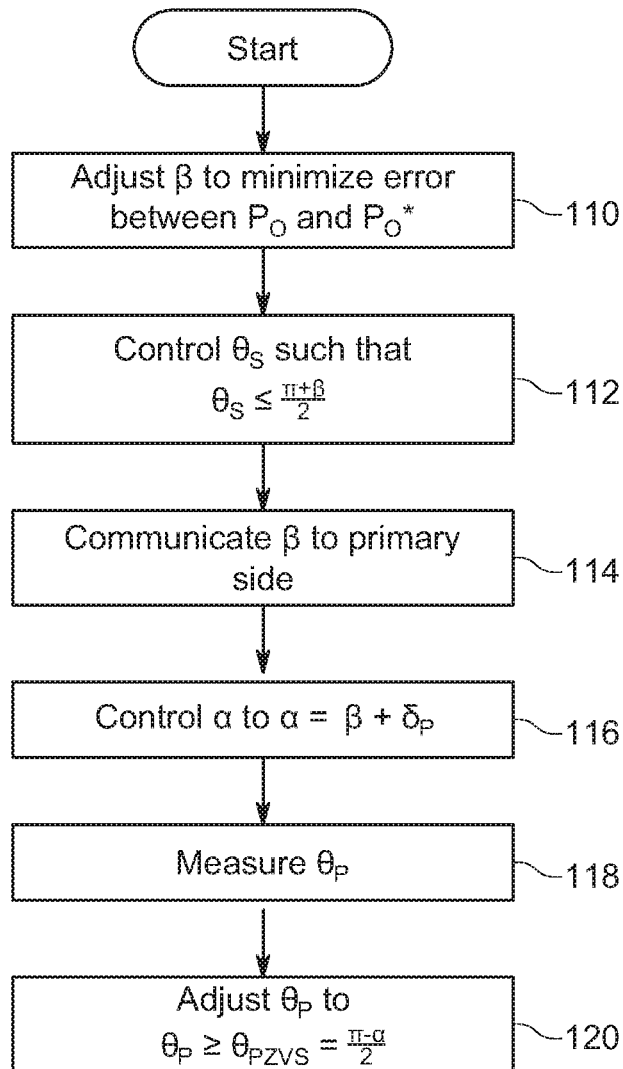 Start
Adjust β to minimize error
between P_O and P_O*
110
Control θ_S such that
θ_S ≤ (π+β)/2
112
Communicate β to primary
side
114
Control α to α = β + δ_P
116
Measure θ_P
118
Adjust θ_P to
θ_P ≥ θ_PZVS = (π-α)/2
120